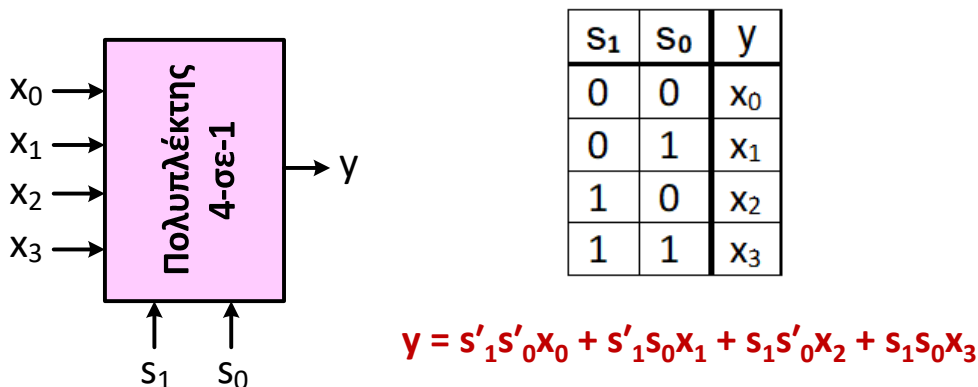 x₀
x₁
x₂
x₃
Πολυπλέκτης
4-σε-1
y
s₁ s₀
s₁ s₀ y
0 0 x₀
0 1 x₁
1 0 x₂
1 1 x₃
y = s′₁s′₀x₀ + s′₁s₀x₁ + s₁s′₀x₂ + s₁s₀x₃